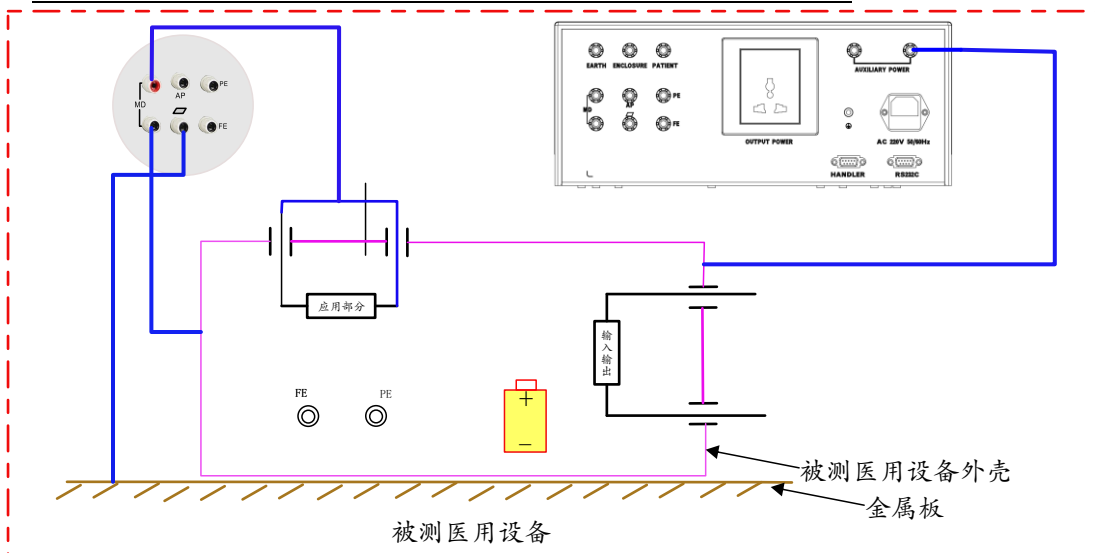 MD
AP
PE
FE
EARTH ENCLOSURE PATIENT
MD
AP
PE
FE
OUTPUT POWER
AUXILIARY POWER
AC 220V 50/60Hz
HANDLER
RS232C
应用部分
输入输出
FE
PE
+
—
被测医用设备外壳
金属板
被测医用设备